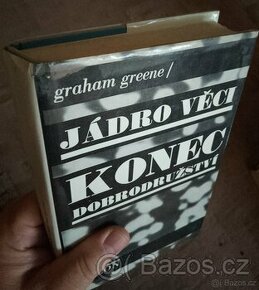 graham greene/
JÁDRO VĚCI
KONEC
DOBRODRUŽSTVÍ
Bazos.cz